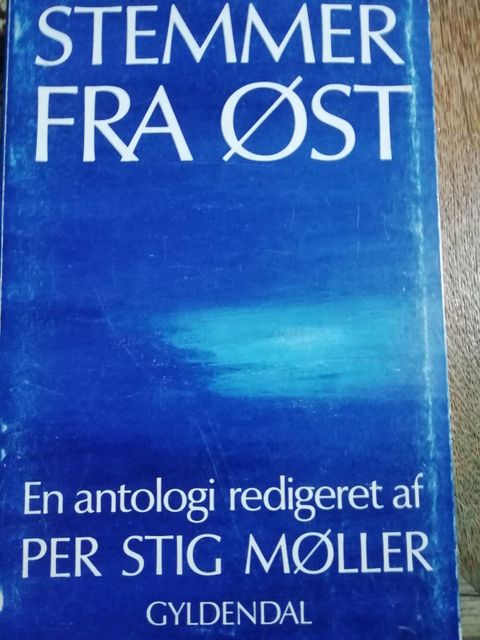 STEMMER
FRA ØST
En antologi redigeret af
PER STIG MØLLER
GYLDENDAL